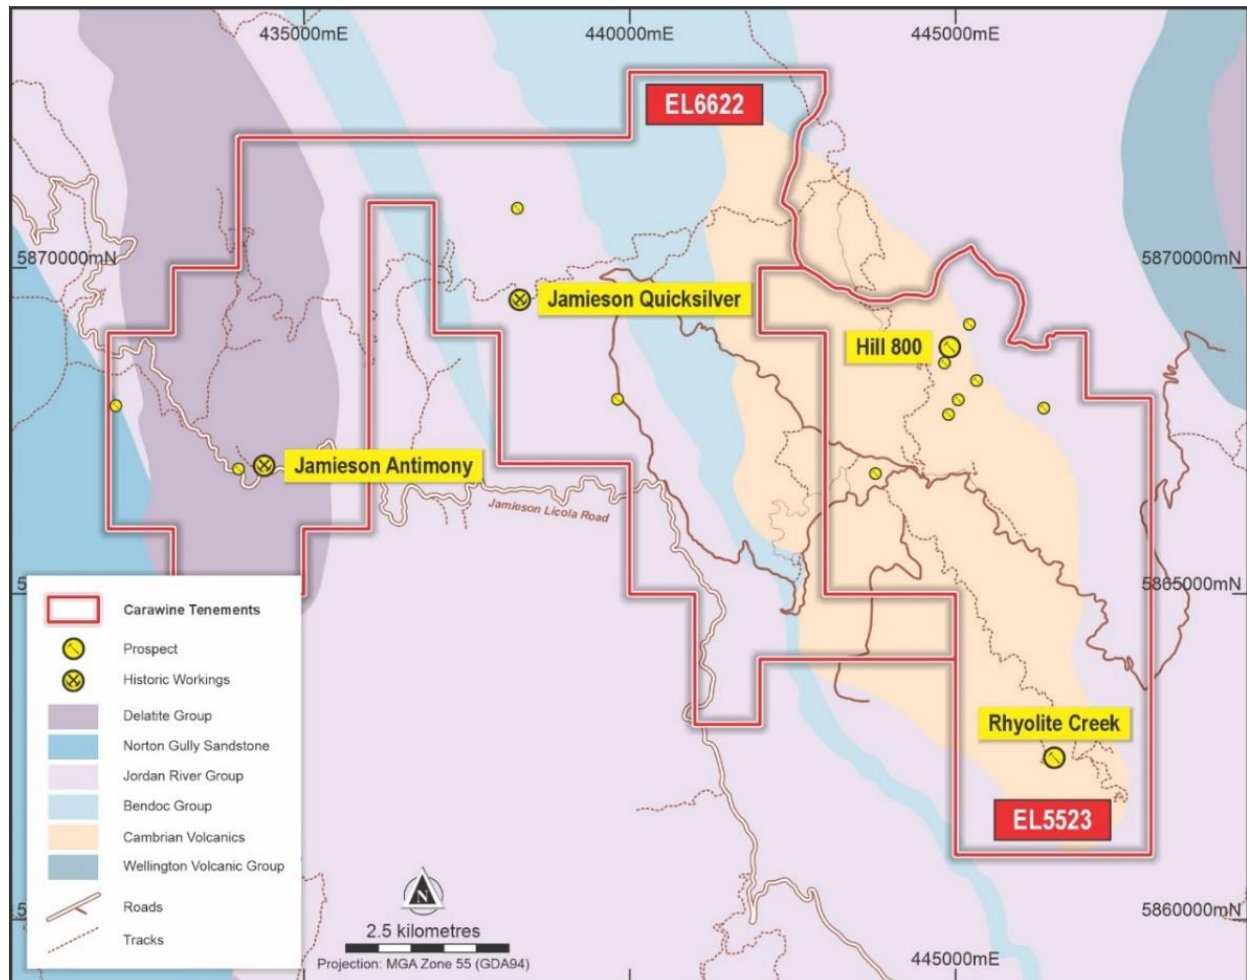 435000mE
440000mE
445000mE
EL6622
5870000mN
5870000mN
Jamieson Quicksilver
Hill 800
Jamieson Antimony
Jamieson Licola Road
5
5865000mN
Carawine Tenements
Prospect
Historic Workings
Delatite Group
Norton Gully Sandstone
Jordan River Group
Bendoc Group
Cambrian Volcanics
Wellington Volcanic Group
Roads
Tracks
Rhyolite Creek
EL5523
5
5860000mN
N
2.5 kilometres
Projection: MGA Zone 55 (GDA94)
445000mE